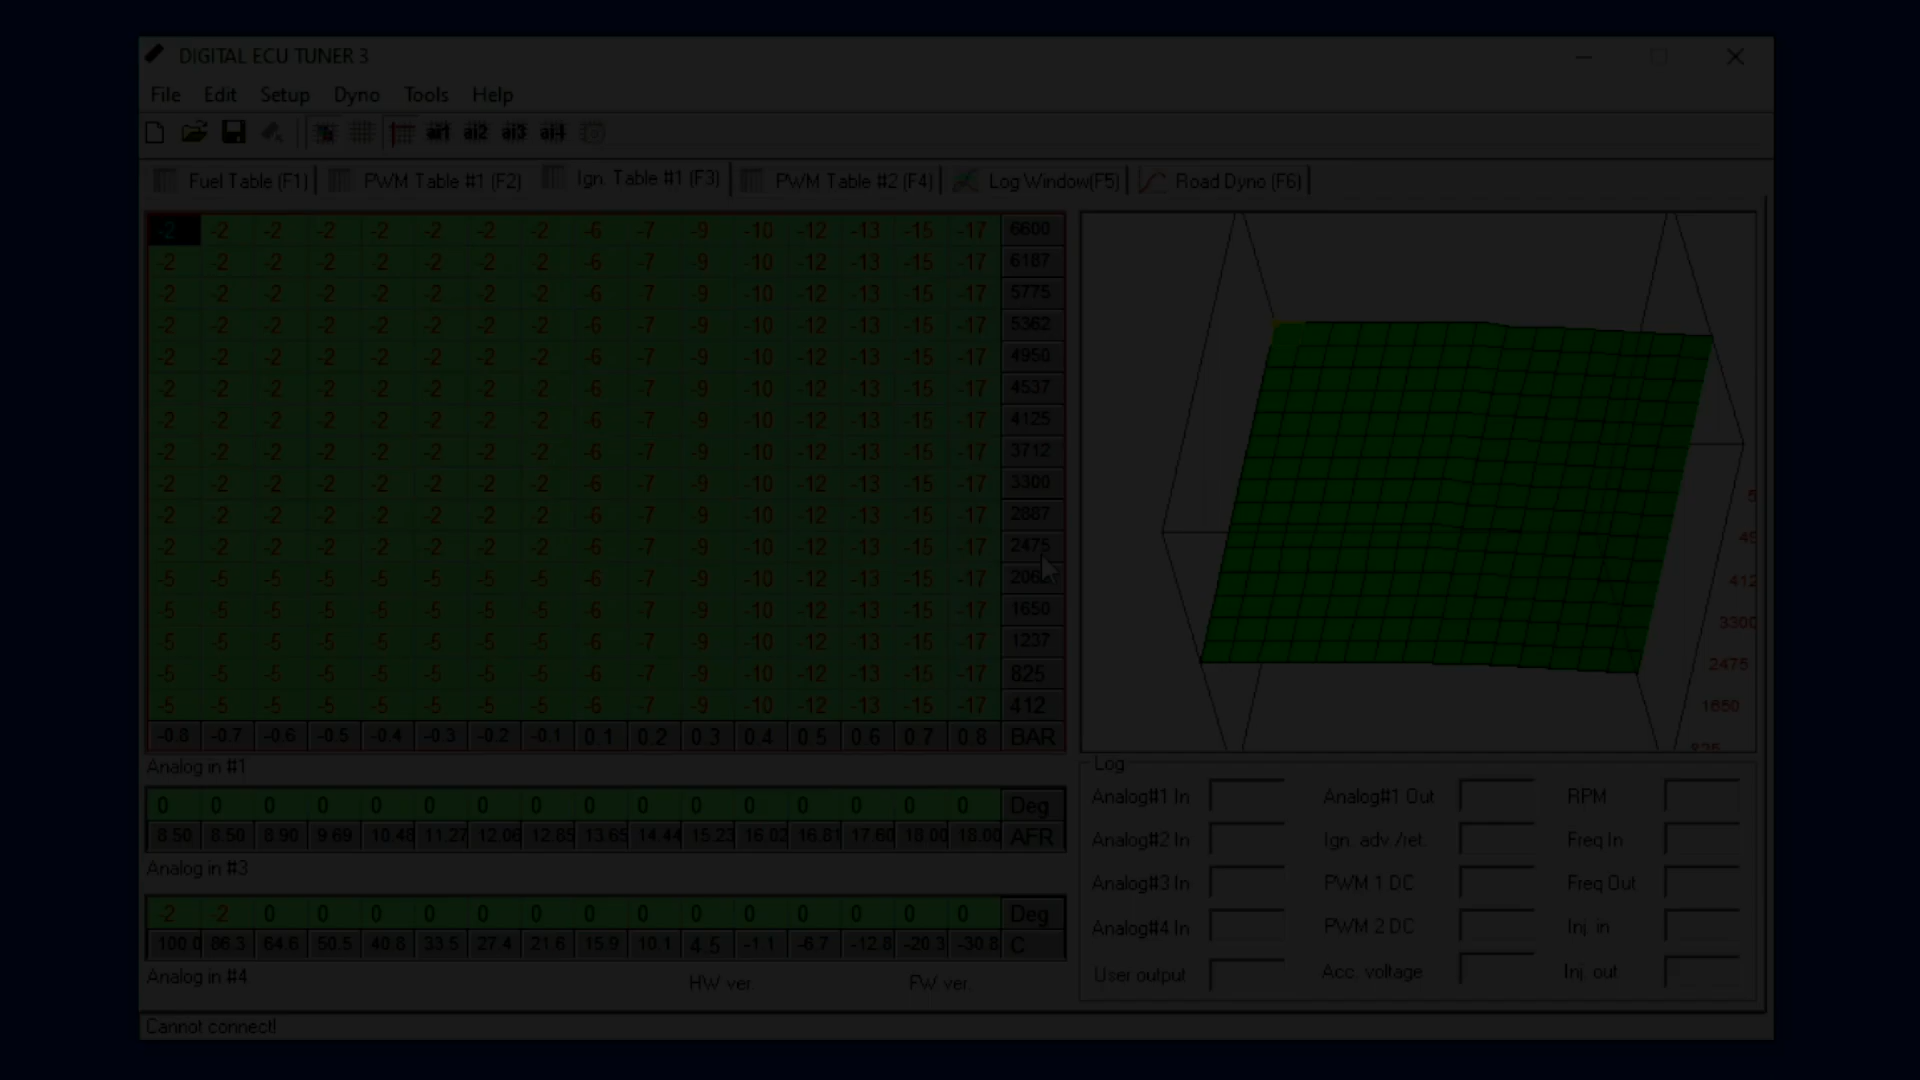 DIGITAL ECU TUNER 3
File Edit Setup Dyno Tools Help
ai1 ai2 ai3 ai4
Fuel Table (F1) PWM Table #1 (F2) Ign. Table #1 (F3) PWM Table #2 (F4) Log Window(F5) Road Dyno (F6)
-2 -2 -2 -2 -2 -2 -2 -2 -6 -7 -9 -10 -12 -13 -15 -17 6600
-2 -2 -2 -2 -2 -2 -2 -2 -6 -7 -9 -10 -12 -13 -15 -17 6187
-2 -2 -2 -2 -2 -2 -2 -2 -6 -7 -9 -10 -12 -13 -15 -17 5775
-2 -2 -2 -2 -2 -2 -2 -2 -6 -7 -9 -10 -12 -13 -15 -17 5362
-2 -2 -2 -2 -2 -2 -2 -2 -6 -7 -9 -10 -12 -13 -15 -17 4950
-2 -2 -2 -2 -2 -2 -2 -2 -6 -7 -9 -10 -12 -13 -15 -17 4537
-2 -2 -2 -2 -2 -2 -2 -2 -6 -7 -9 -10 -12 -13 -15 -17 4125
-2 -2 -2 -2 -2 -2 -2 -2 -6 -7 -9 -10 -12 -13 -15 -17 3712
-2 -2 -2 -2 -2 -2 -2 -2 -6 -7 -9 -10 -12 -13 -15 -17 3300
-2 -2 -2 -2 -2 -2 -2 -2 -6 -7 -9 -10 -12 -13 -15 -17 2887
-2 -2 -2 -2 -2 -2 -2 -2 -6 -7 -9 -10 -12 -13 -15 -17 2475
-5 -5 -5 -5 -5 -5 -5 -5 -6 -7 -9 -10 -12 -13 -15 -17
-5 -5 -5 -5 -5 -5 -5 -5 -6 -7 -9 -10 -12 -13 -15 -17 1650
-5 -5 -5 -5 -5 -5 -5 -5 -6 -7 -9 -10 -12 -13 -15 -17 1237
-5 -5 -5 -5 -5 -5 -5 -5 -6 -7 -9 -10 -12 -13 -15 -17 825
-5 -5 -5 -5 -5 -5 -5 -5 -6 -7 -9 -10 -12 -13 -15 -17 412
-0.8 -0.7 -0.6 -0.5 -0.4 -0.3 -0.2 -0.1 0.1 0.2 0.3 0.4 0.5 0.6 0.7 0.8 BAR
Analog in #1
0 0 0 0 0 0 0 0 0 0 0 0 0 0 0 0 Deg
8.50 8.50 8.90 9.69 10.48 11.27 12.06 12.85 13.65 14.44 15.23 16.02 16.81 17.60 18.00 18.00 AFR
Analog in #3
-2 -2 0 0 0 0 0 0 0 0 0 0 0 0 0 0 Deg
100.0 86.3 64.6 50.5 40.8 33.5 27.4 21.6 15.9 10.1 4.5 -1.1 -6.7 -12.8 -20.3 -30.8 C
Analog in #4
HW ver. FW ver.
Cannot connect!
412
3300
2475
1650
825
Log
Analog#1 In Analog#1 Out RPM
Analog#2 In Ign. adv./ret. Freq In
Analog#3 In PWM 1 DC Freq Out
Analog#4 In PWM 2 DC Inj. in
User output Acc. voltage Inj. out